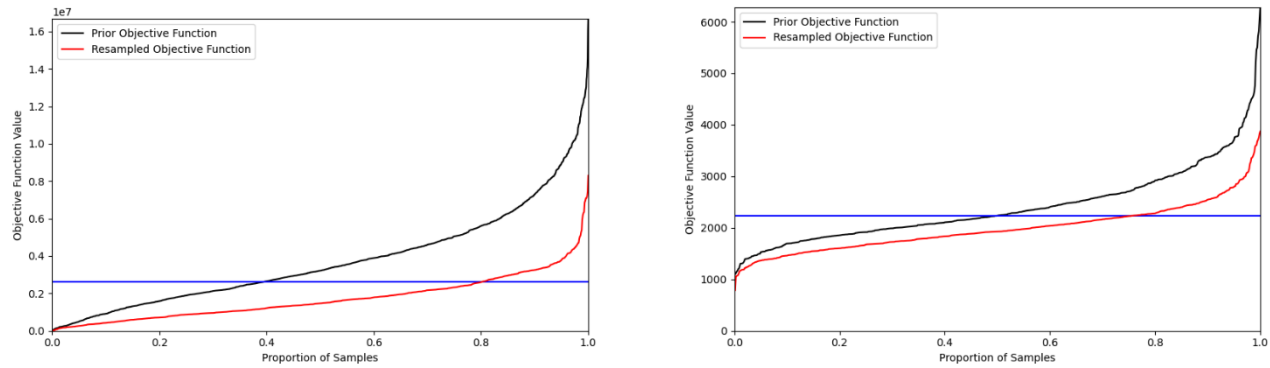 1e7
1.6
1.4
1.2
1.0
0.8
0.6
0.4
0.2
0.0
Objective Function Value
Prior Objective Function
Resampled Objective Function
0.0 0.2 0.4 0.6 0.8 1.0
Proportion of Samples
6000
5000
4000
3000
2000
1000
0
Objective Function Value
Prior Objective Function
Resampled Objective Function
0.0 0.2 0.4 0.6 0.8 1.0
Proportion of Samples